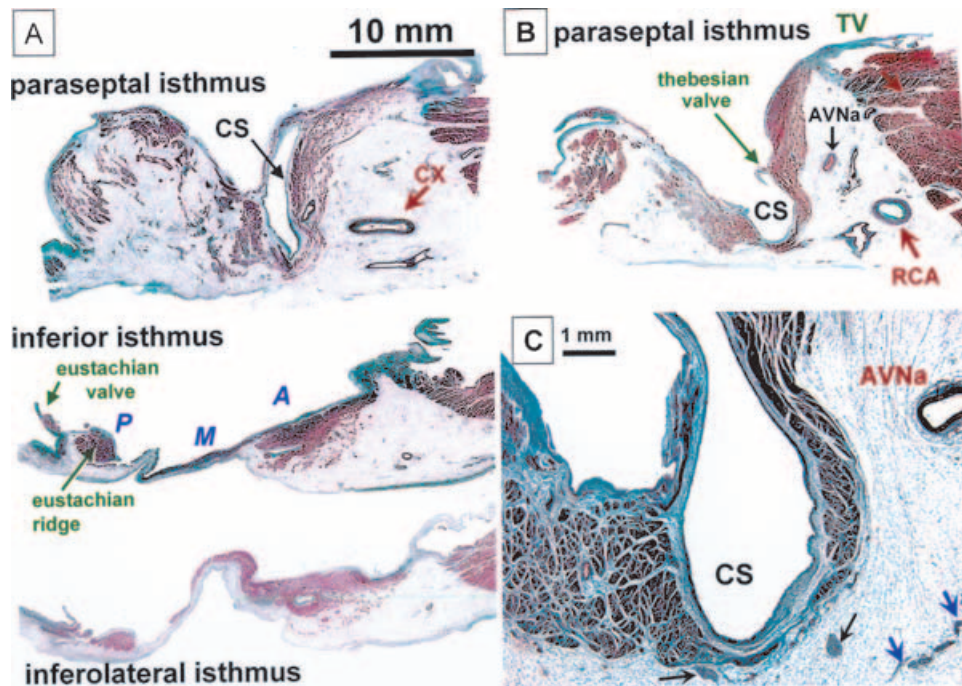 A
10 mm
paraseptal isthmus
CS
CX
inferior isthmus
eustachian
valve
P
M
A
eustachian
ridge
inferolateral isthmus
B
paraseptal isthmus
TV
thebesian
valve
AVNa
CS
RCA
C
1 mm
AVNa
CS